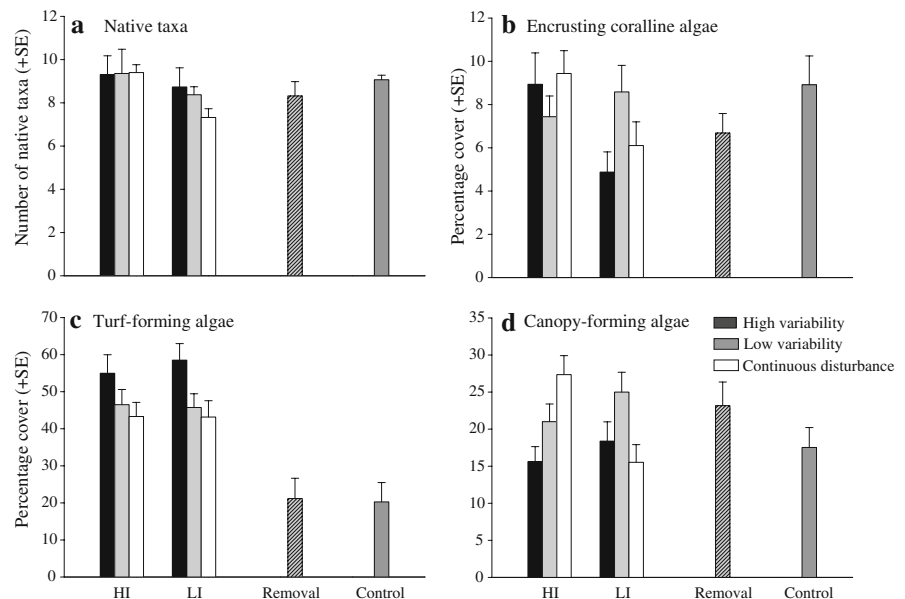 a Native taxa
Number of native taxa (+SE)
12
10
8
6
4
2
0
b Encrusting coralline algae
Percentage cover (+SE)
12
10
8
6
4
2
0
c Turf-forming algae
Percentage cover (+SE)
70
60
50
40
30
20
10
0
HI LI Removal Control
d Canopy-forming algae
High variability
Low variability
Continuous disturbance
Percentage cover (+SE)
35
30
25
20
15
10
5
0
HI LI Removal Control